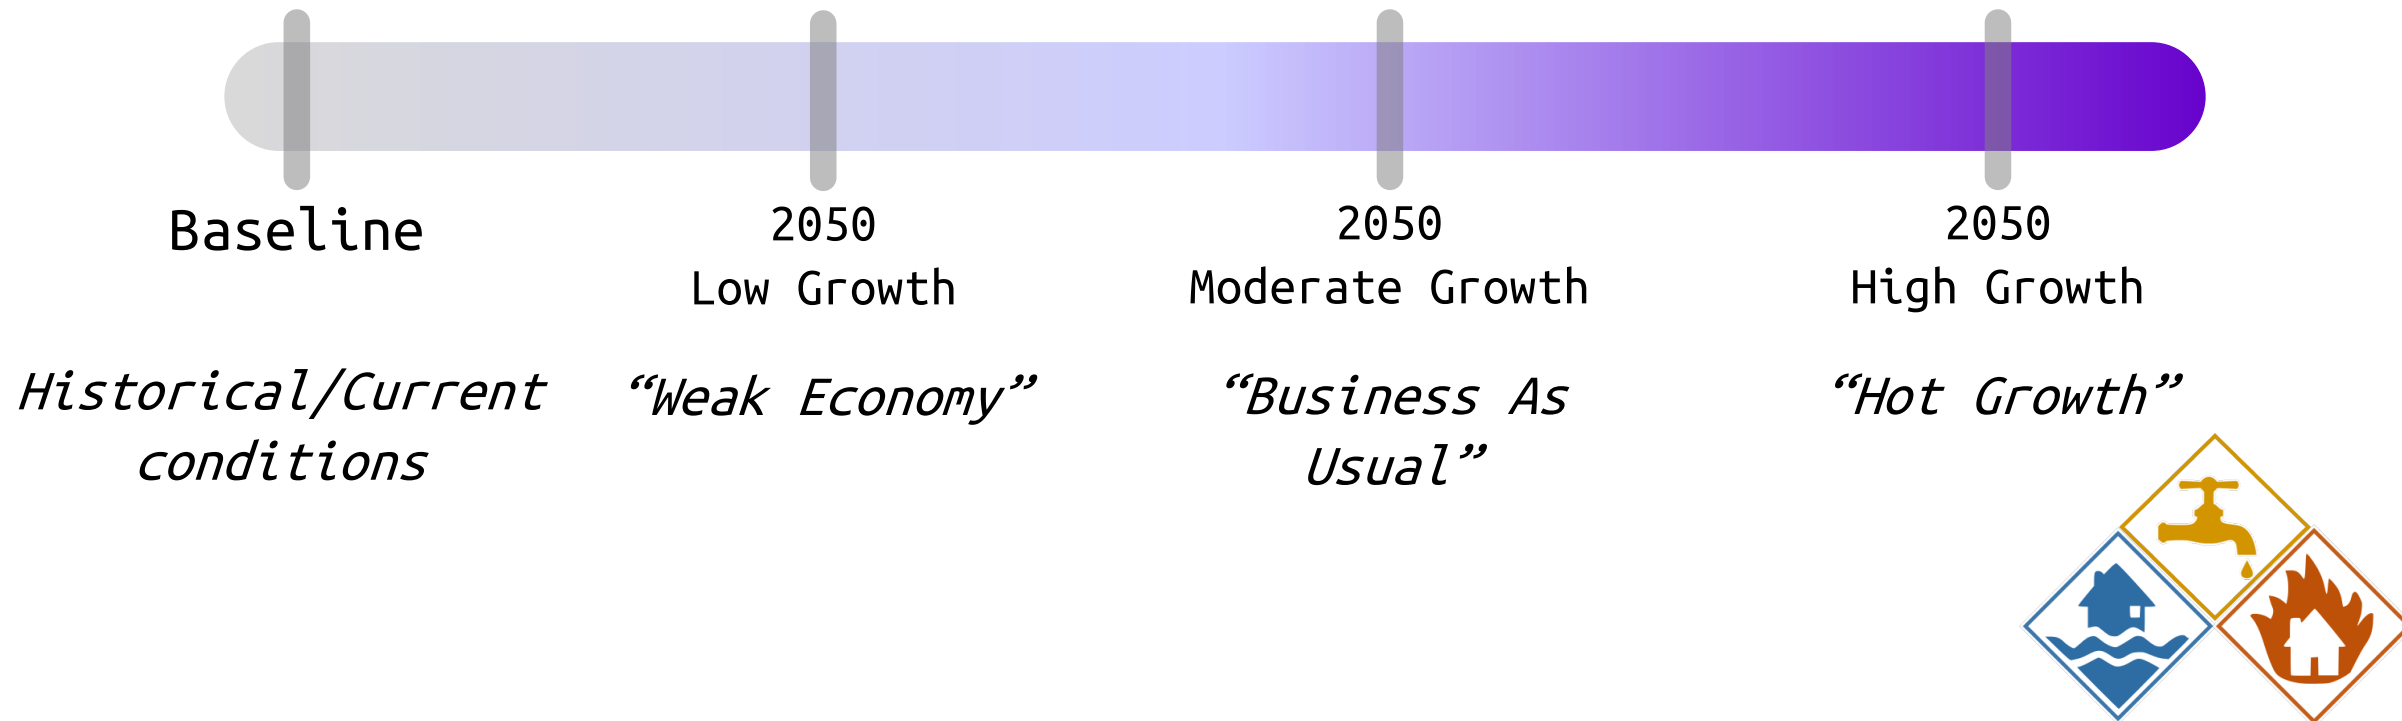 Baseline
Historical/Current
conditions
2050
Low Growth
“Weak Economy”
2050
Moderate Growth
“Business As
Usual”
2050
High Growth
“Hot Growth”